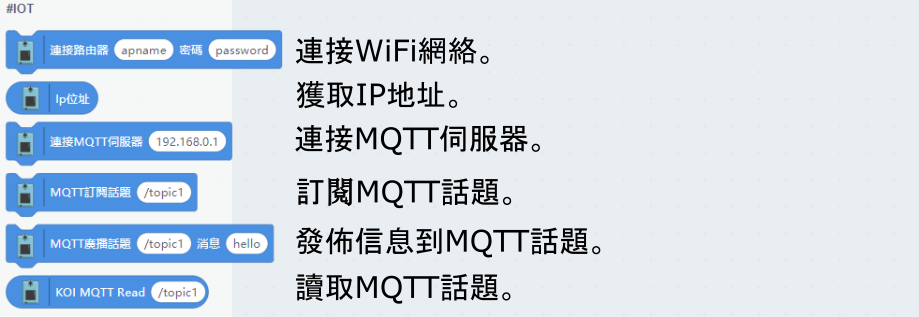 #IOT
連接路由器 apname 密碼 password 連接WiFi網絡。
Ip位址 獲取IP地址。
連接MQTT伺服器 192.168.0.1 連接MQTT伺服器。
MQTT訂閱話題 /topic1 訂閱MQTT話題。
MQTT廣播話題 /topic1 消息 hello 發佈信息到MQTT話題。
KOI MQTT Read /topic1 讀取MQTT話題。